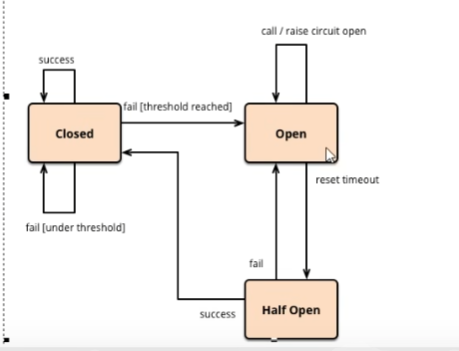 call / raise circuit open
success
fail [threshold reached]
Closed
Open
reset timeout
fail [under threshold]
fail
Half Open
success